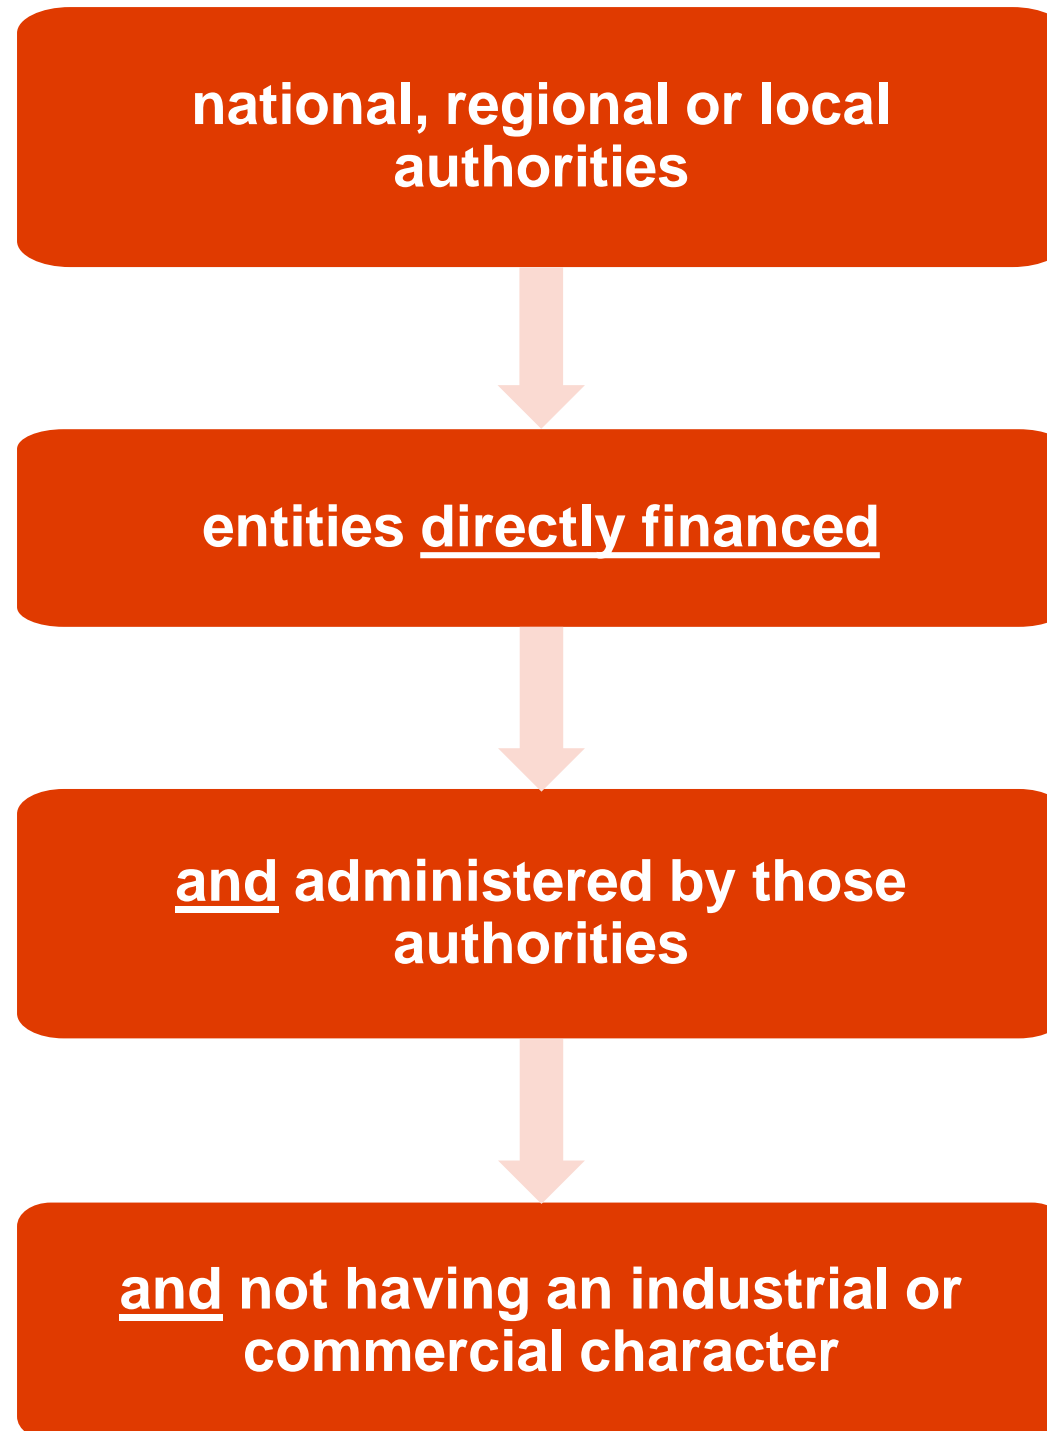 national, regional or local
authorities
entities directly financed
and administered by those
authorities
and not having an industrial or
commercial character